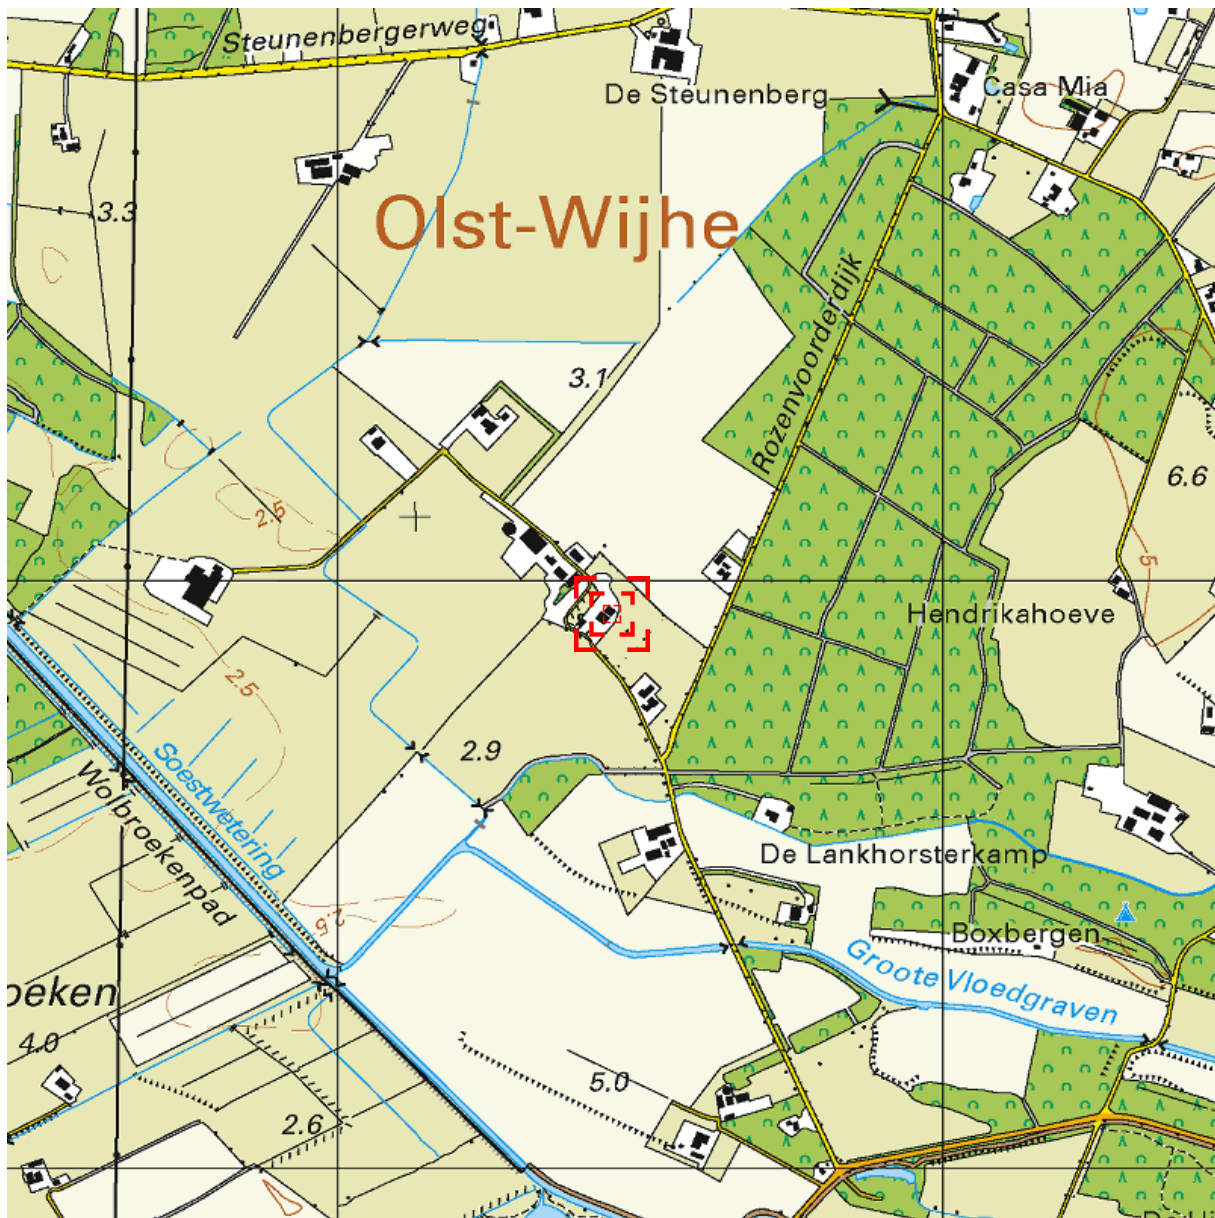 Steunenbergerweg
Casa Mia
De Steunenberg
3.3
Olst-Wijhe
Rozenvoorderdijk
3.1
6.6
2.5
5
Hendrikahoeve
2.5
2.9
Soestwetering
Wolbroekenpad
De Lankhorsterkamp
2.5
Boxbergen
Groote Vloedgraven
oeken
4.0
5.0
2.6